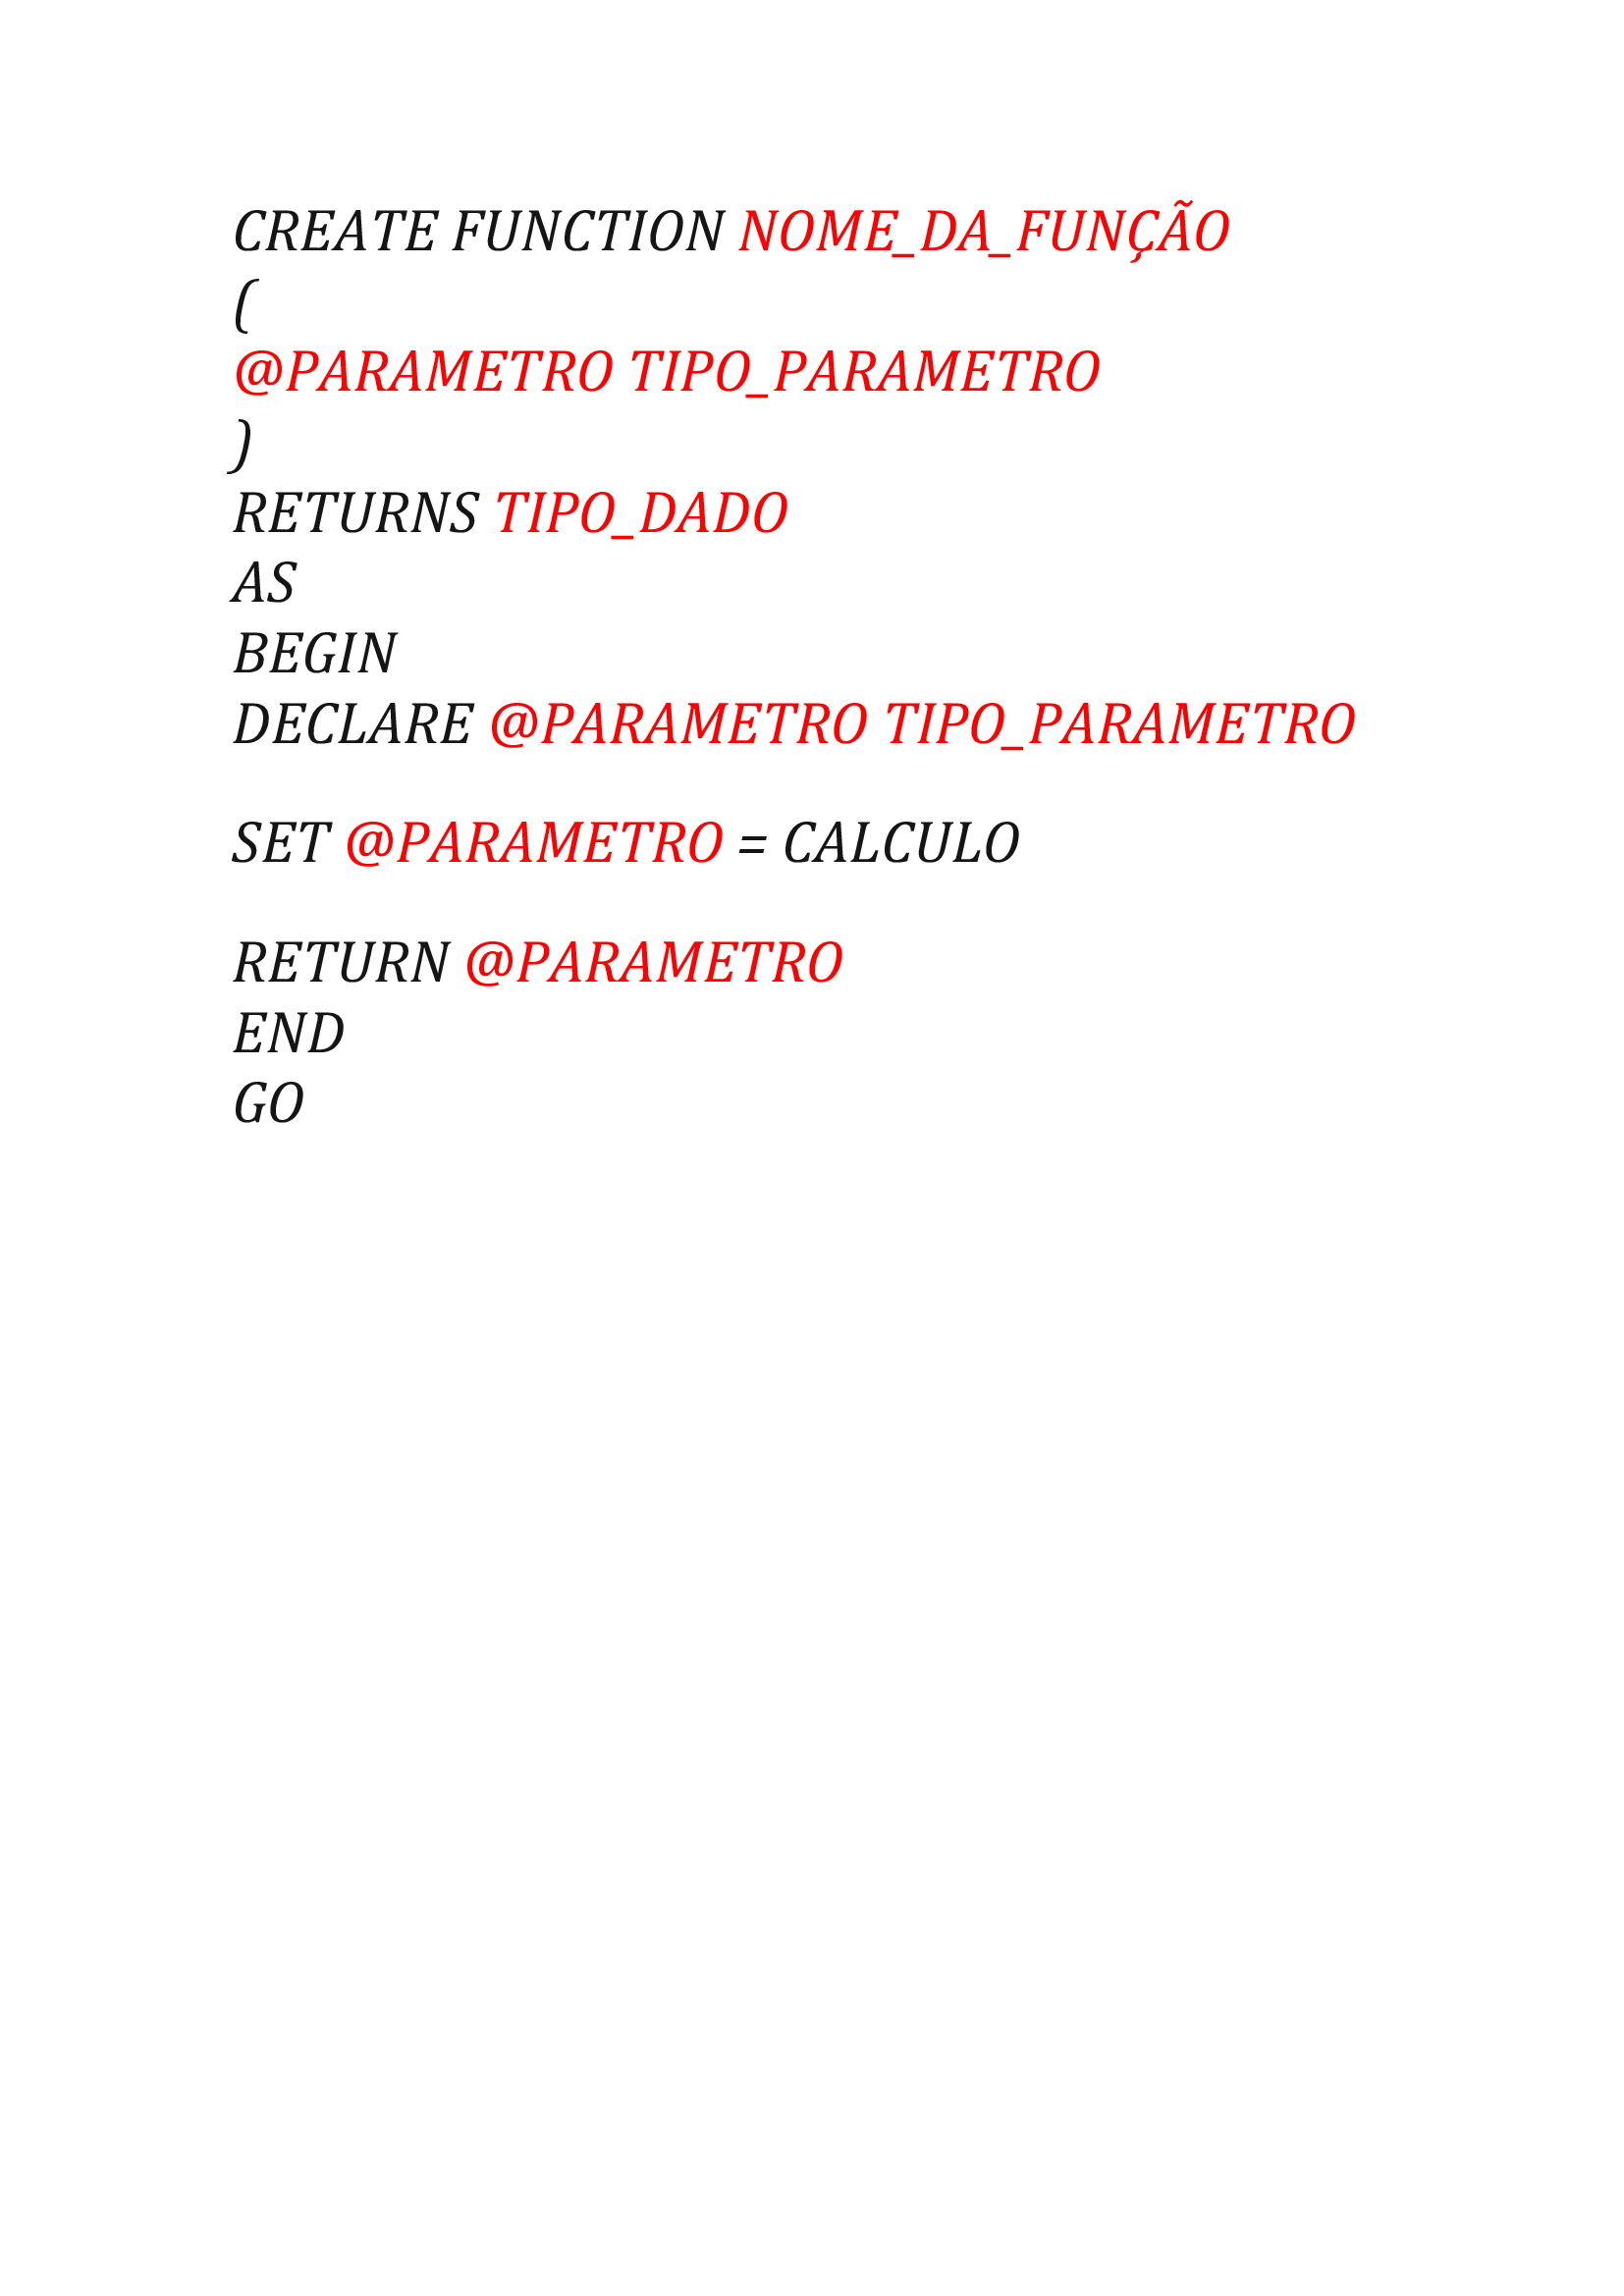 CREATE FUNCTION NOME_DA_FUNÇÃO
(
@PARAMETRO TIPO_PARAMETRO
)
RETURNS TIPO_DADO
AS
BEGIN
DECLARE @PARAMETRO TIPO_PARAMETRO
SET @PARAMETRO = CALCULO
RETURN @PARAMETRO
END
GO